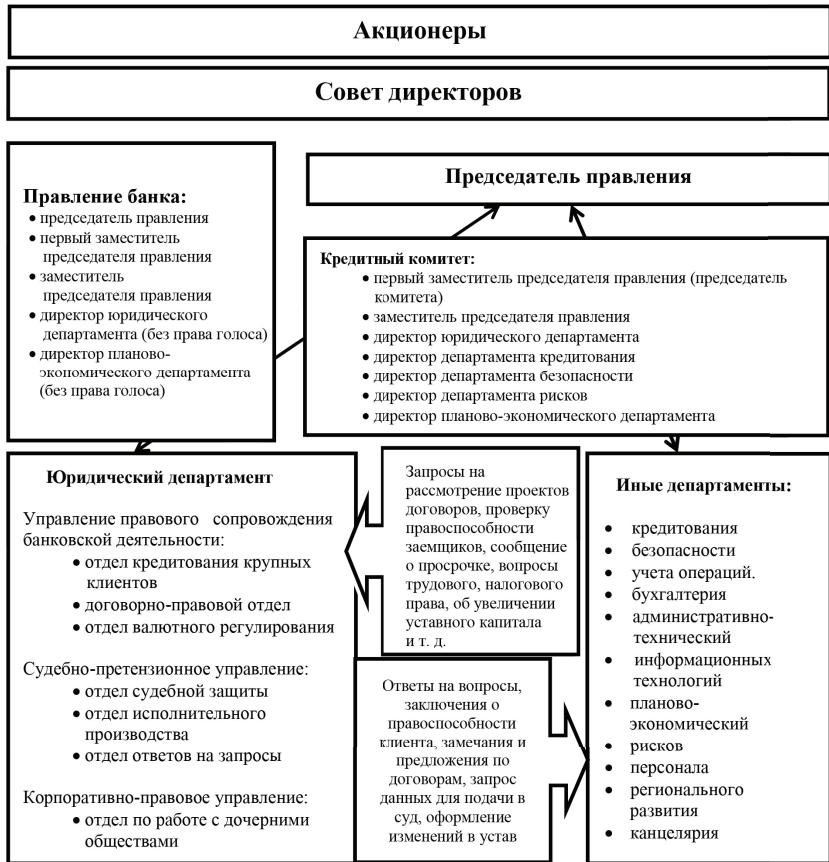 Акционеры
Совет директоров
Правление банка:
• председатель правления
• первый заместитель
председателя правления
• заместитель
председателя правления
• директор юридического
департамента (без права голоса)
• директор планово-
экономического департамента
(без права голоса)
Председатель правления
Кредитный комитет:
• первый заместитель председателя правления (председатель
комитета)
• заместитель председателя правления
• директор юридического департамента
• директор департамента кредитования
• директор департамента безопасности
• директор департамента рисков
• директор планово-экономического департамента
Юридический департамент
Управление правового сопровождения
банковской деятельности:
• отдел кредитования крупных
клиентов
• договорно-правовой отдел
• отдел валютного регулирования
Судебно-претензионное управление:
• отдел судебной защиты
• отдел исполнительного
производства
• отдел ответов на запросы
Корпоративно-правовое управление:
• отдел по работе с дочерними
обществами
Запросы на
рассмотрение проектов
договоров, проверку
правоспособности
заемщиков, сообщение
о просрочке, вопросы
трудового, налогового
права, об увеличении
уставного капитала
и т. д.
Ответы на вопросы,
заключения о
правоспособности
клиента, замечания и
предложения по
договорам, запрос
данных для подачи в
суд, оформление
изменений в устав
Иные департаменты:
• кредитования
• безопасности
• учета операций.
• бухгалтерия
• административно-
технический
• информационных
технологий
• планово-
экономический
• рисков
• персонала
• регионального
развития
• канцелярия